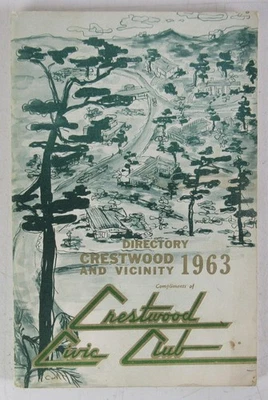 DIRECTORY
CRESTWOOD
AND VICINITY 1963
Compliments of
Crestwood
Civic Club